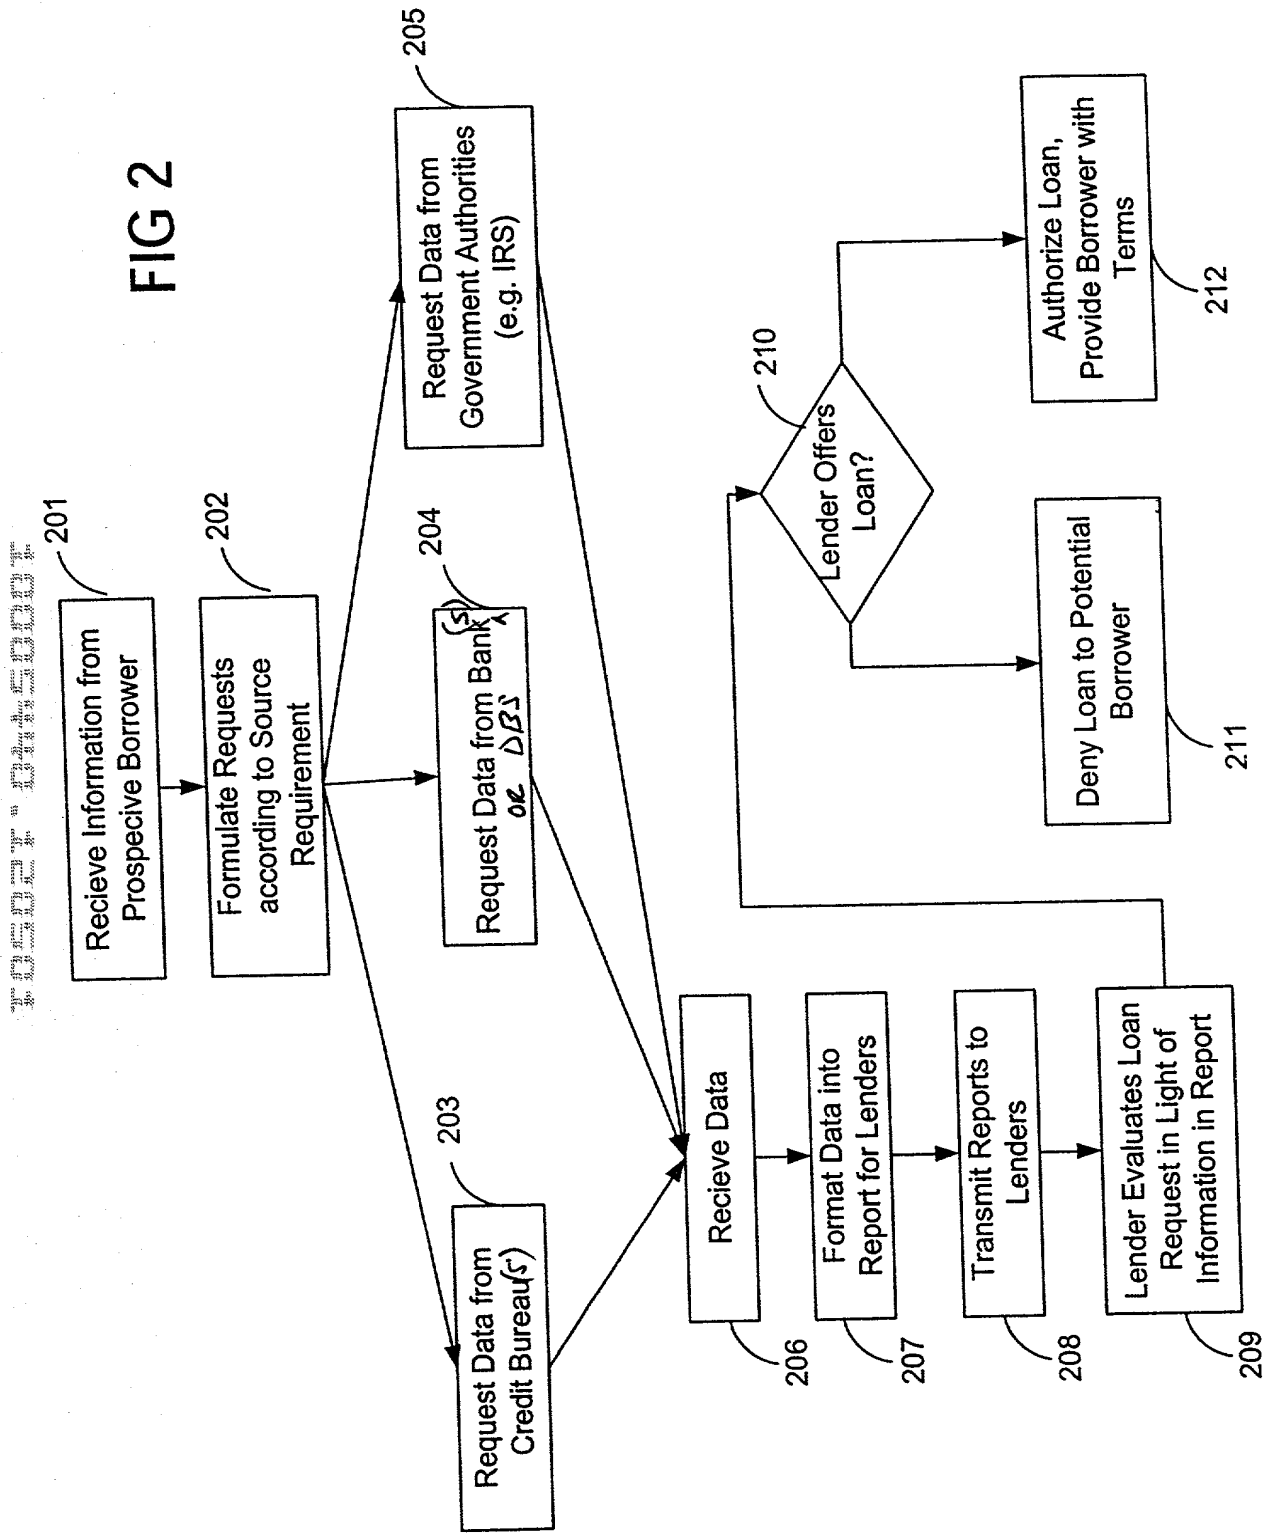 FIG 2
201
Recieve Information from
Prospecive Borrower
202
Formulate Requests
according to Source
Requirement
203
Request Data from
Credit Bureau(s)
204
Request Data from Bank(s)
OR DBS
205
Request Data from
Government Authorities
(e.g. IRS)
Recieve Data
206
Format Data into
Report for Lenders
207
Transmit Reports to
Lenders
208
Lender Evaluates Loan
Request in Light of
Information in Report
209
210
Lender Offers
Loan?
Deny Loan to Potential
Borrower
211
Authorize Loan,
Provide Borrower with
Terms
212